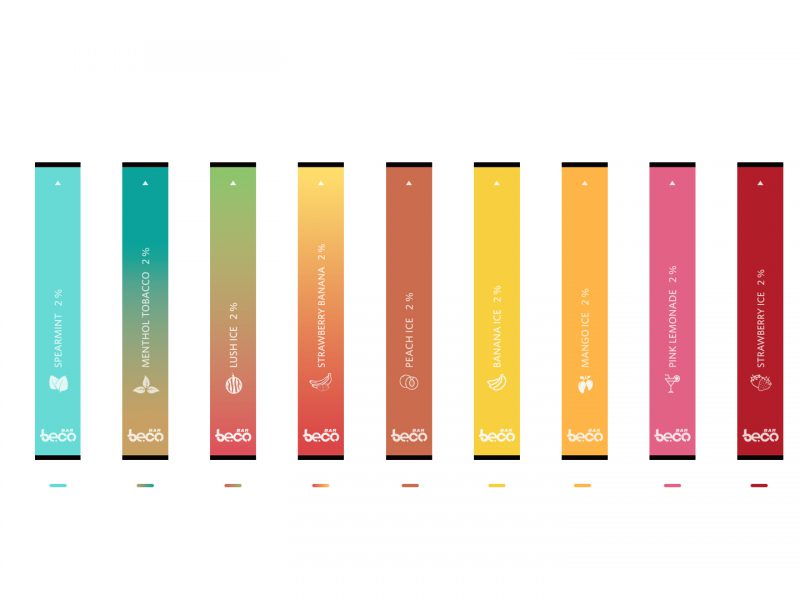 SPEARMINT 2 %
beco BAR
MENTHOL TOBACCO 2 %
beco BAR
LUSH ICE 2 %
beco BAR
STRAWBERRY BANANA 2 %
beco BAR
PEACH ICE 2 %
beco BAR
BANANA ICE 2 %
beco BAR
MANGO ICE 2 %
beco BAR
PINK LEMONADE 2 %
beco BAR
STRAWBERRY ICE 2 %
beco BAR